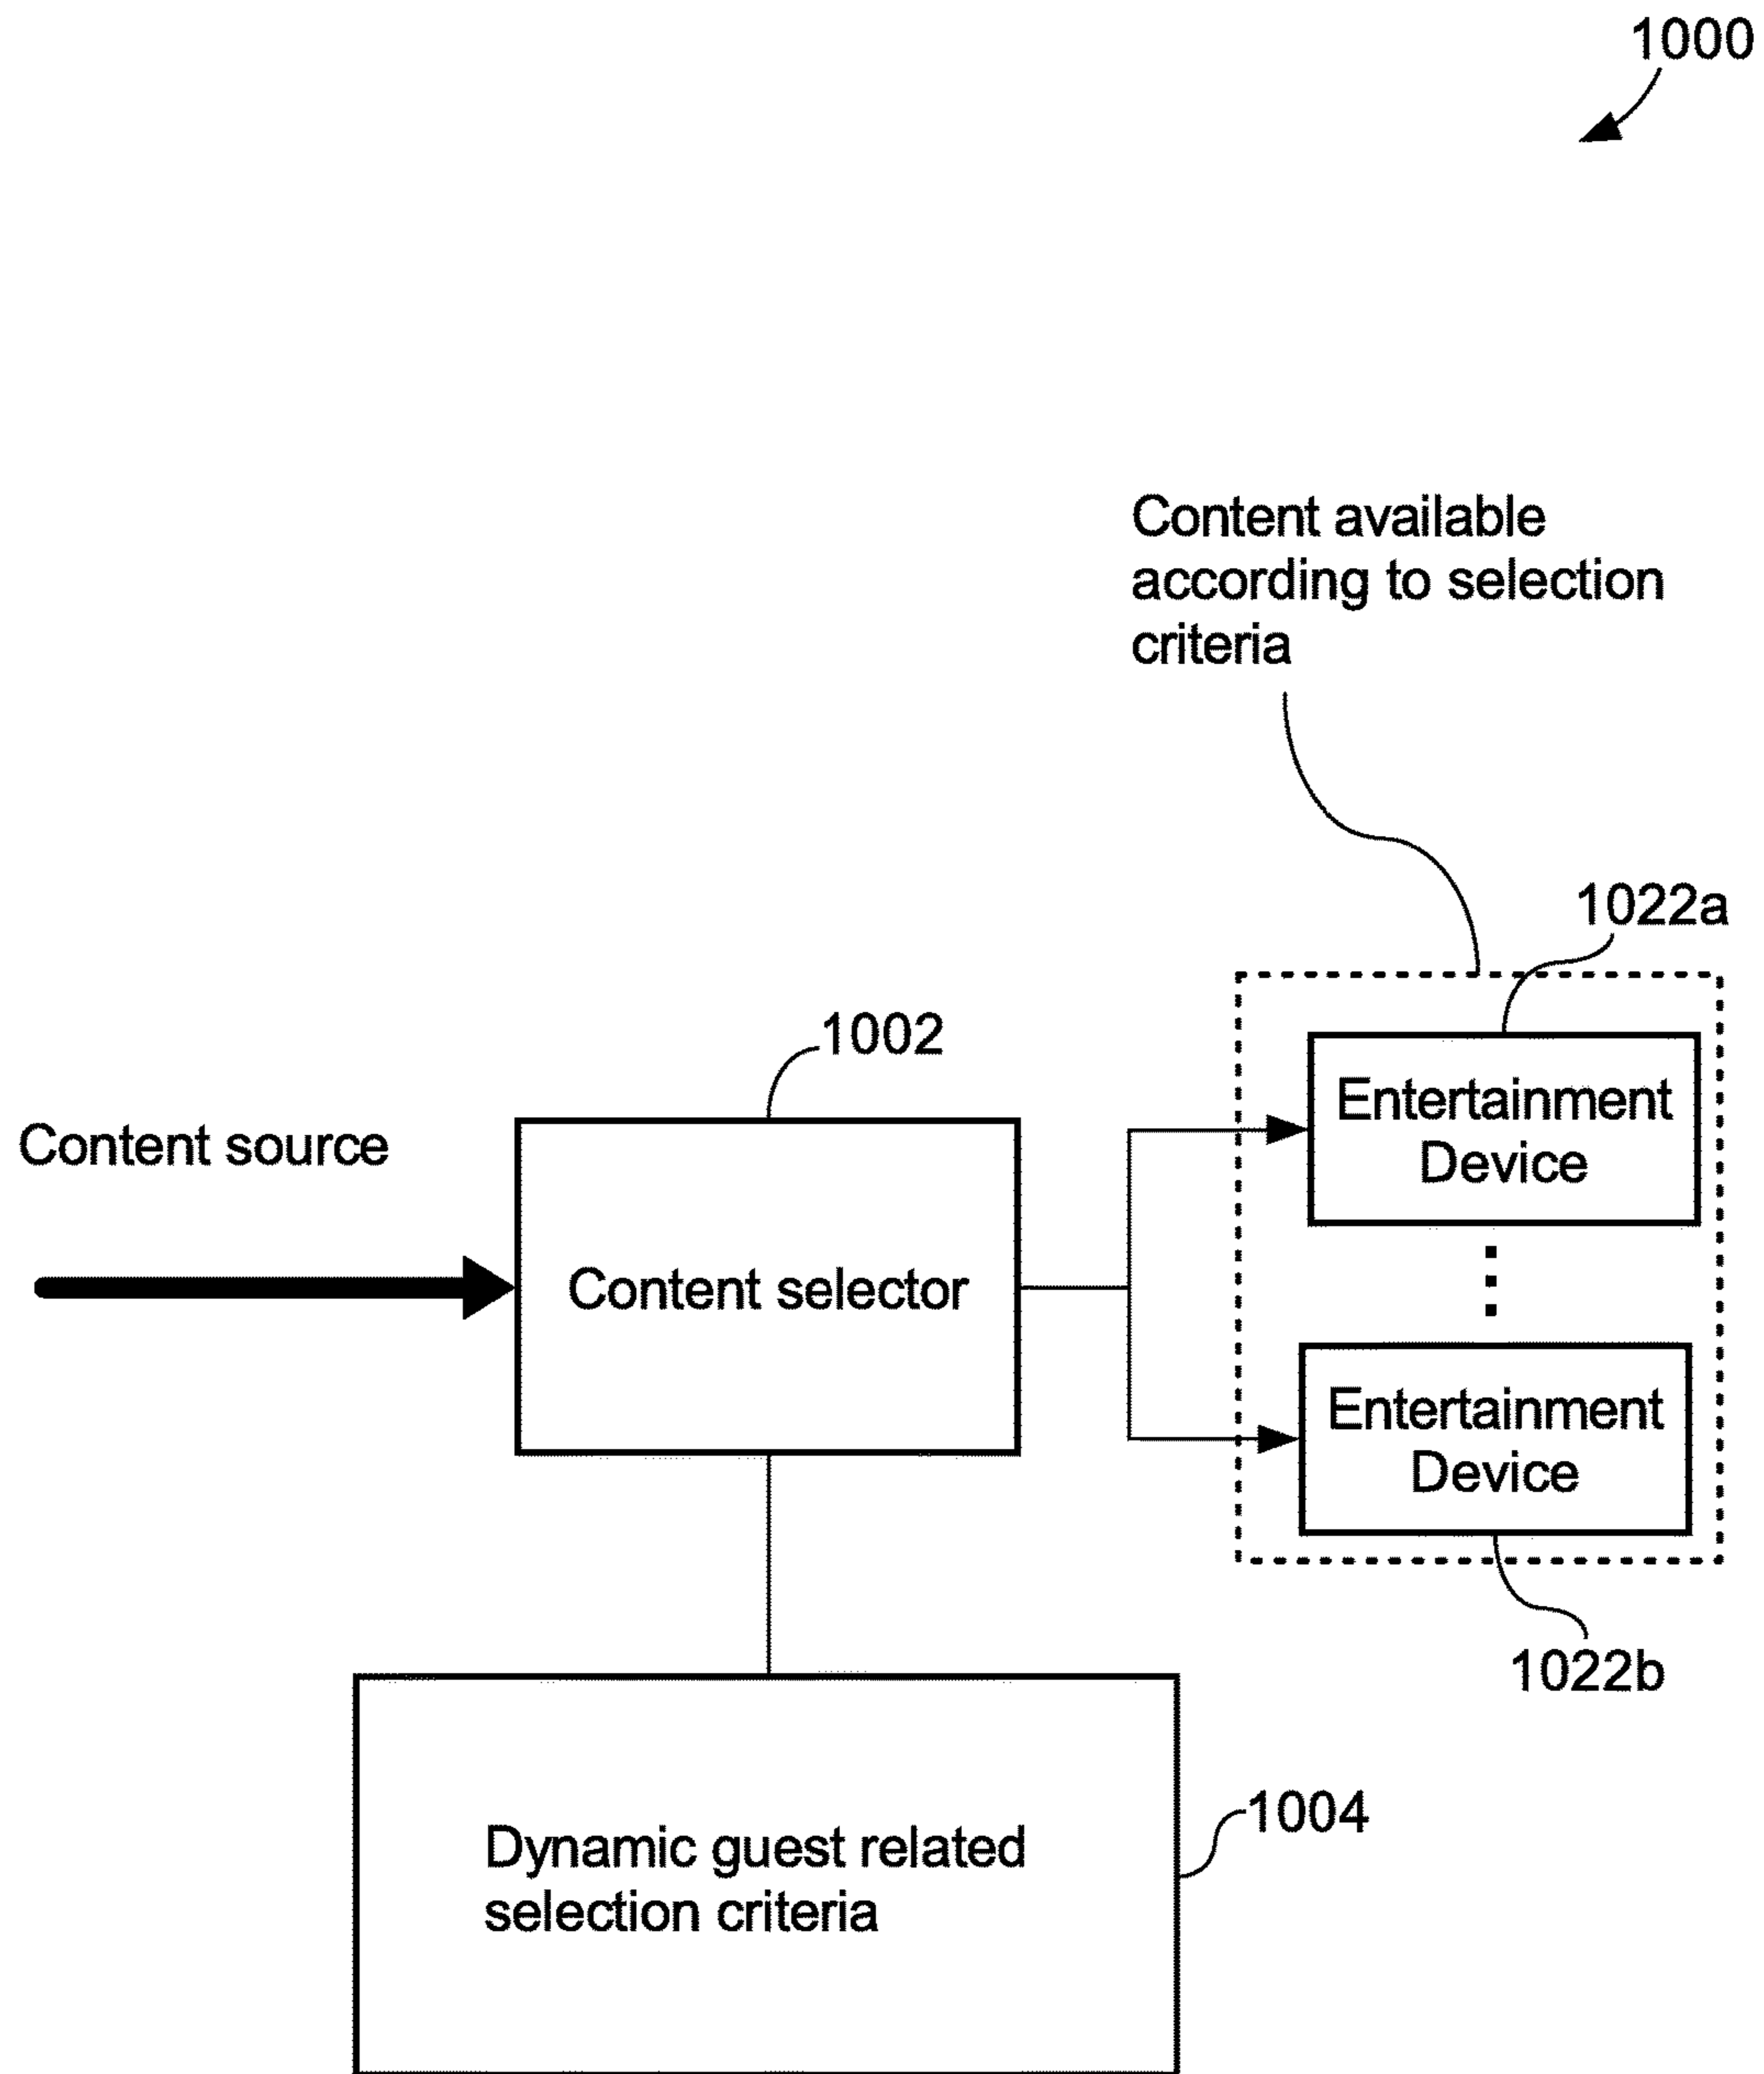 1000
Content available
according to selection
criteria
1022a
1002
Entertainment
Device
Content source
Content selector
Entertainment
Device
1022b
1004
Dynamic guest related
selection criteria